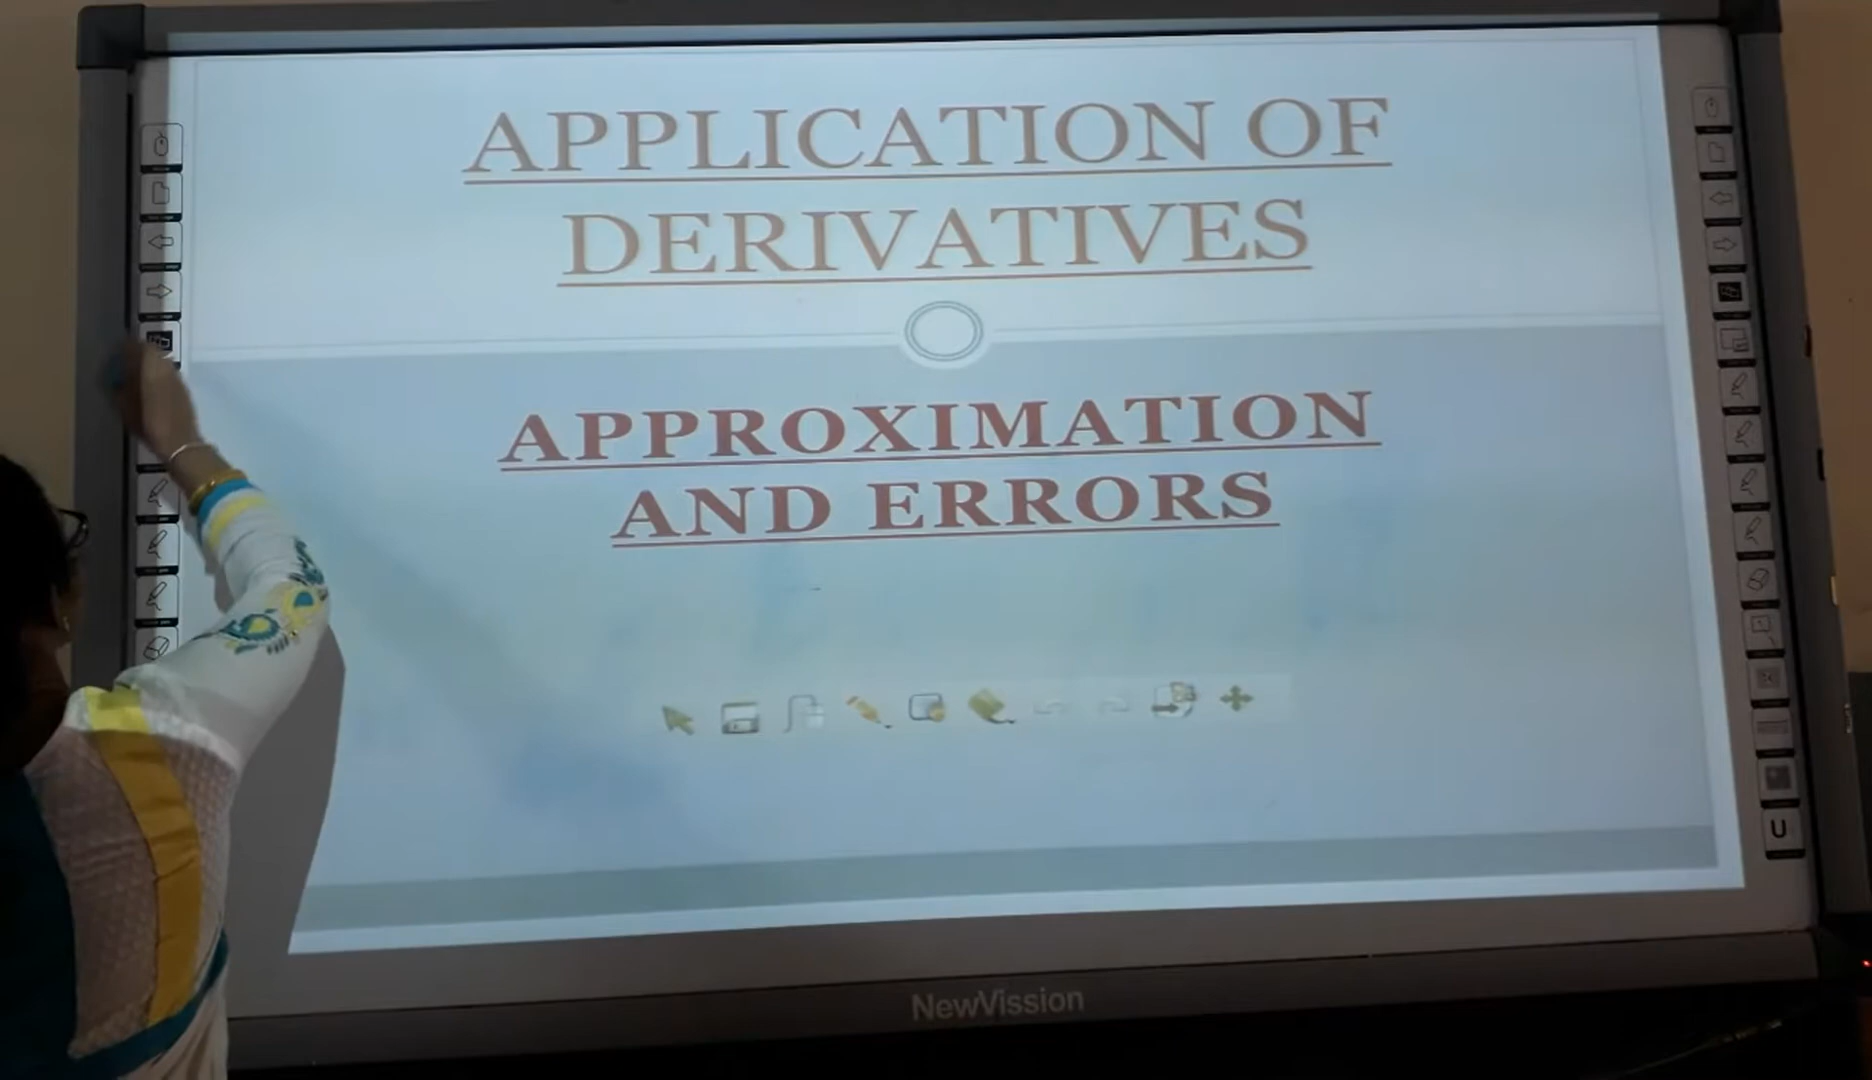 APPLICATION OF
DERIVATIVES
APPROXIMATION
AND ERRORS
NewVission
U